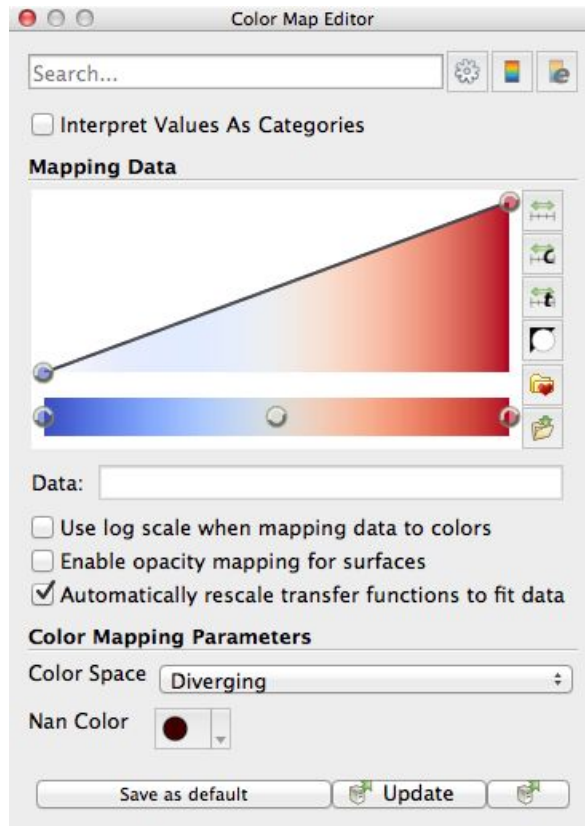 Color Map Editor
Search...
Interpret Values As Categories
Mapping Data
c
t
Data:
Use log scale when mapping data to colors
Enable opacity mapping for surfaces
Automatically rescale transfer functions to fit data
Color Mapping Parameters
Color Space Diverging
Nan Color
Save as default Update